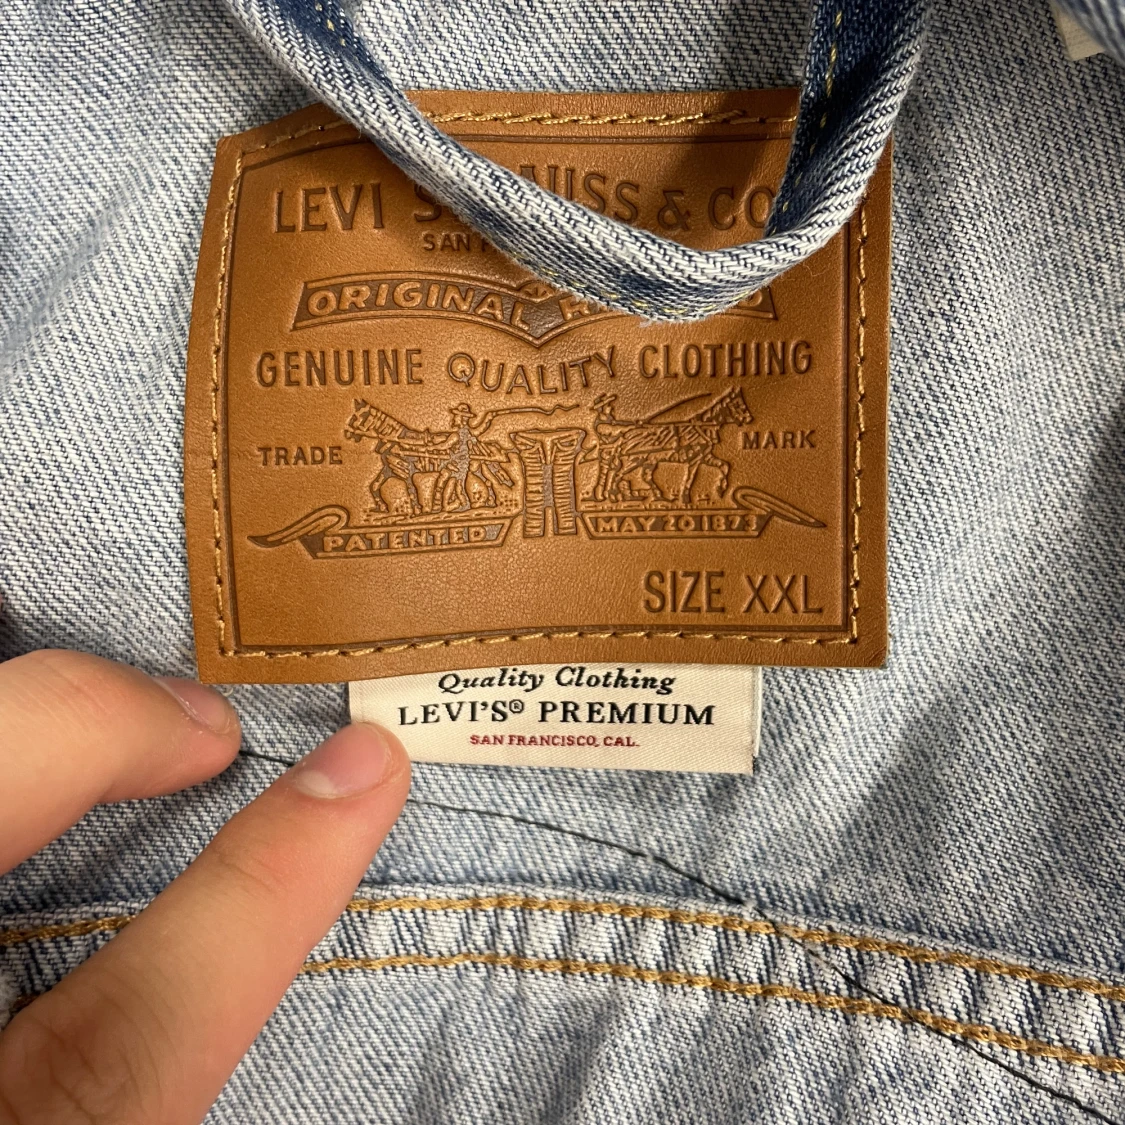 LEVI & CO
SAN
ORIGINAL
GENUINE QUALITY CLOTHING
TRADE MARK
PATENTED MAY 20 1873
SIZE XXL
Quality Clothing
LEVI'S® PREMIUM
SAN FRANCISCO, CAL.